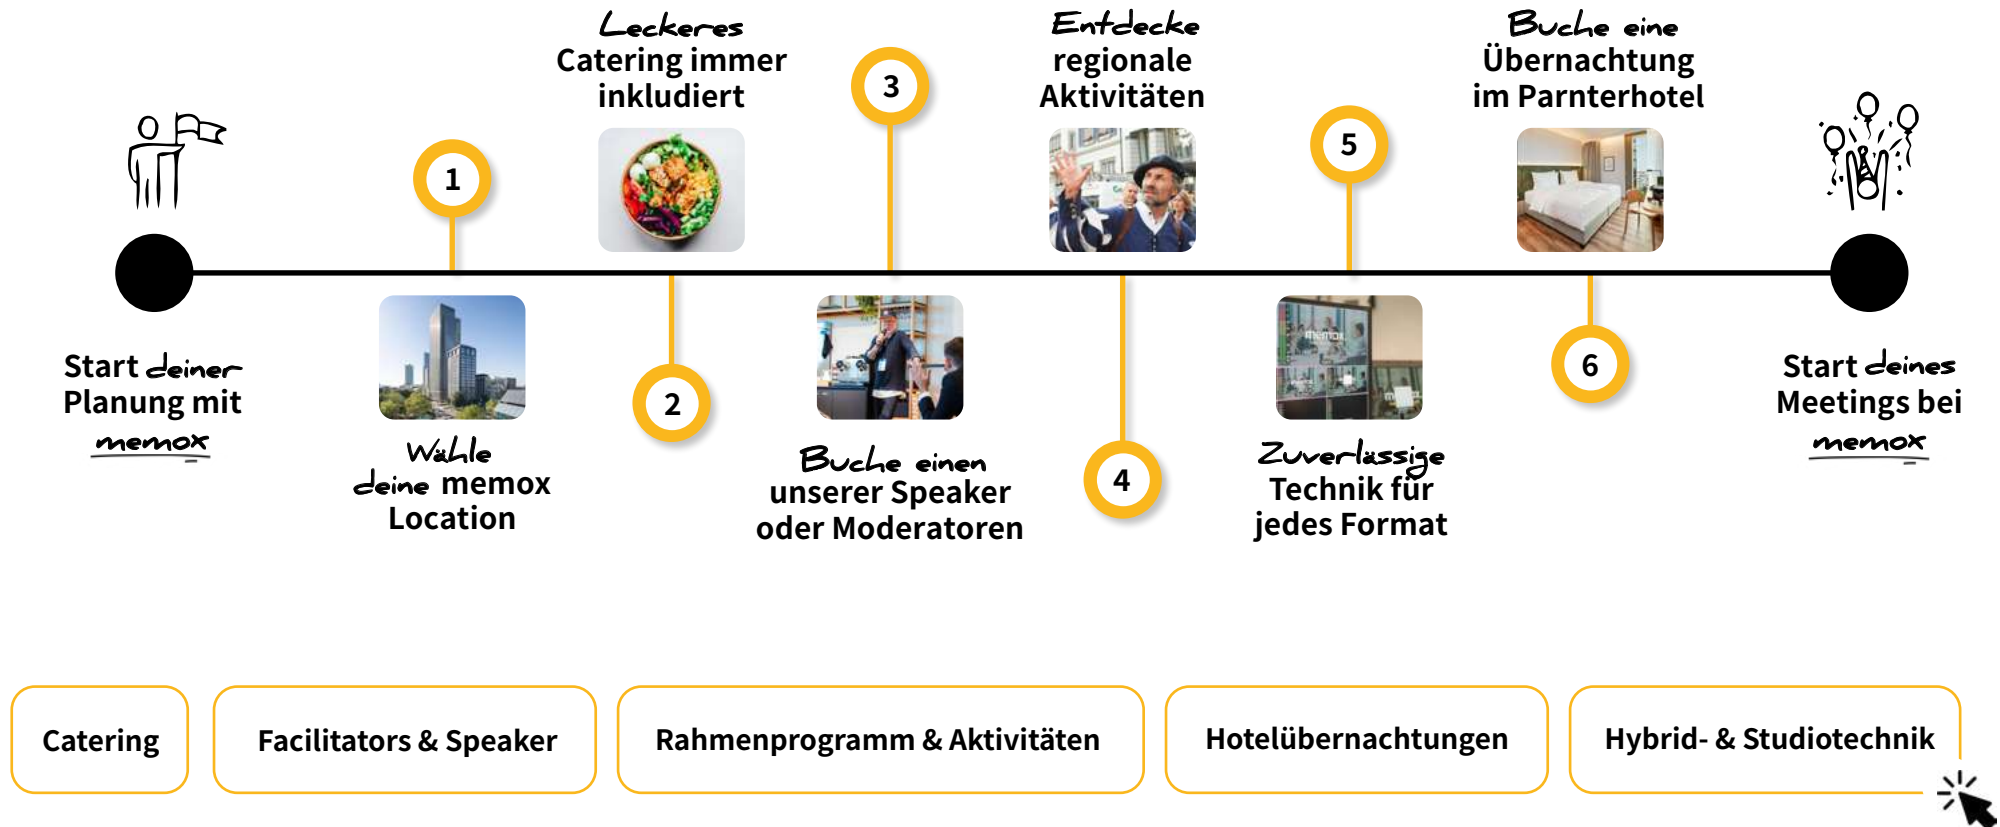 Start deiner
Planung mit
memox
1
Wähle
deine memox
Location
Leckeres
Catering immer
inkludiert
2
3
Buche einen
unserer Speaker
oder Moderatoren
Entdecke
regionale
Aktivitäten
4
5
Zuverlässige
Technik für
jedes Format
memox
Buche eine
Übernachtung
im Parnterhotel
6
Start deines
Meetings bei
memox
Catering
Facilitators & Speaker
Rahmenprogramm & Aktivitäten
Hotelübernachtungen
Hybrid- & Studiotechnik